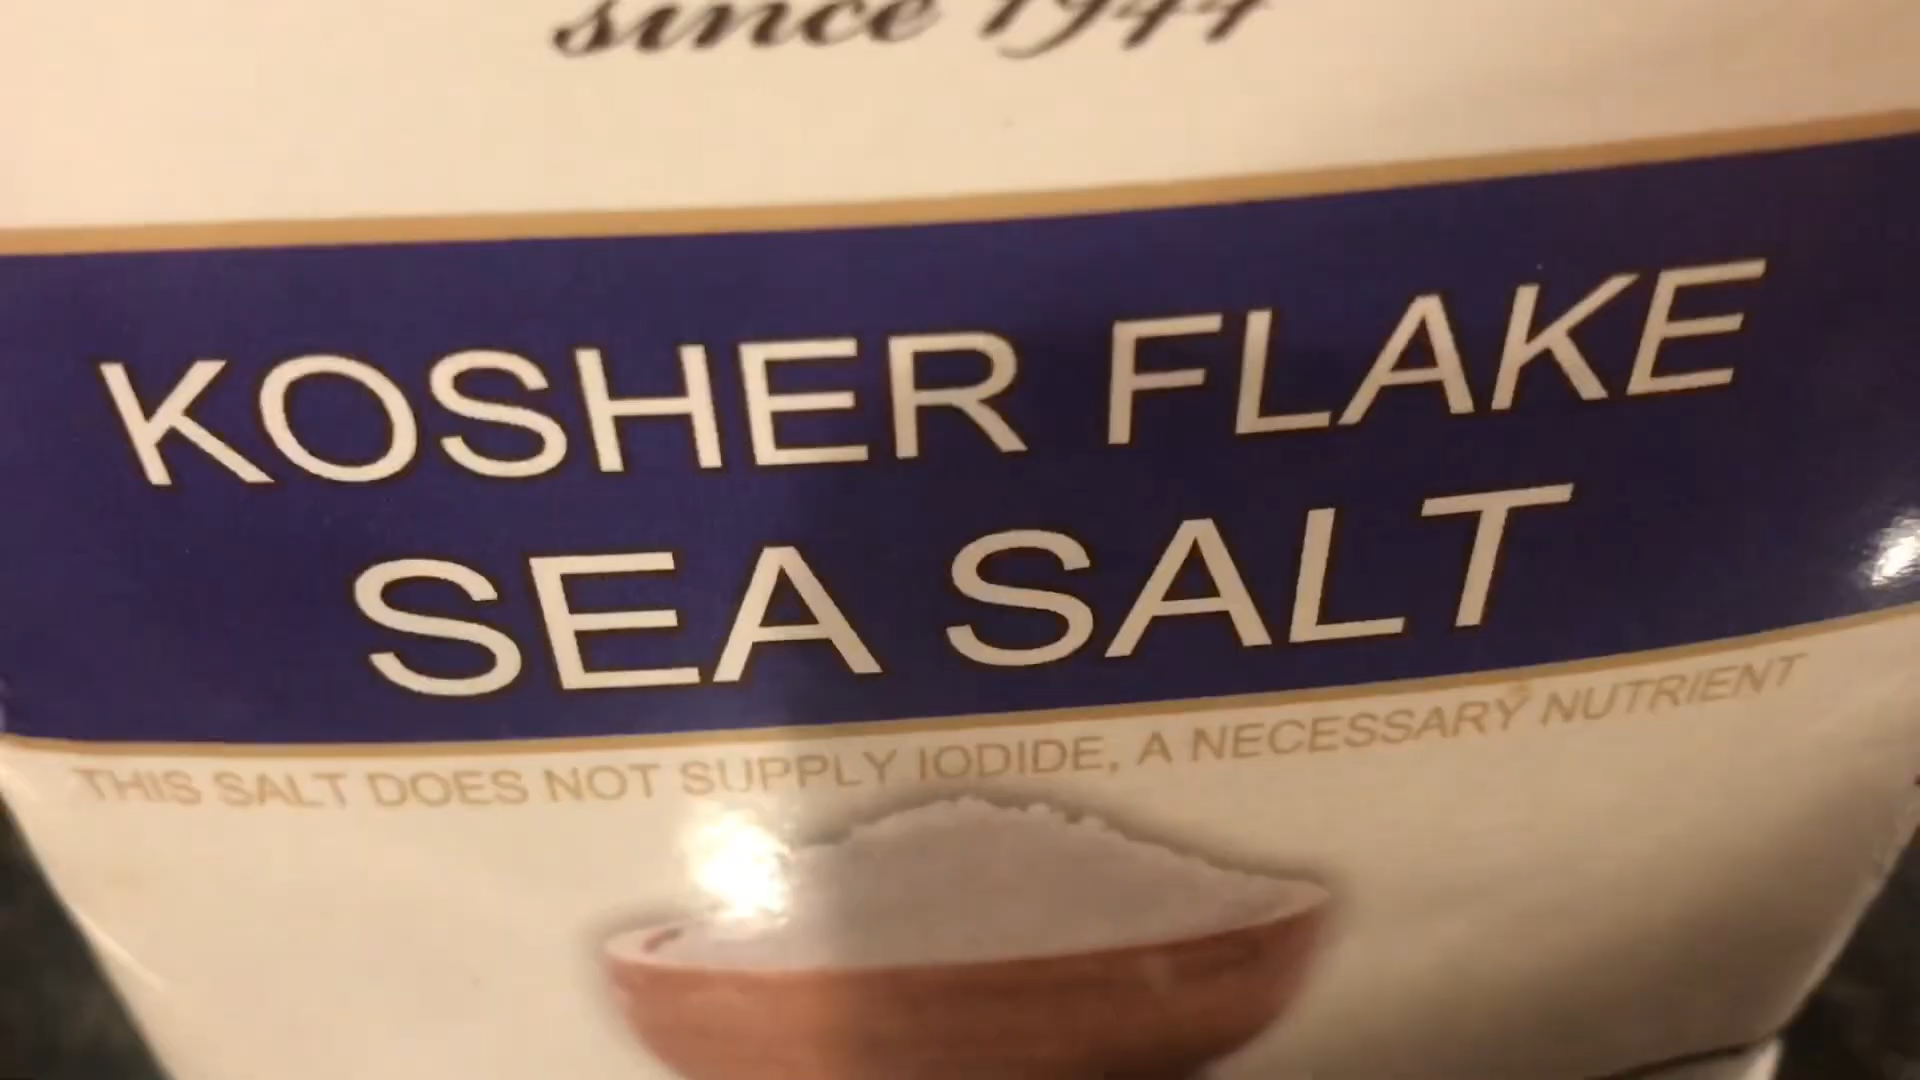 since 1944
KOSHER FLAKE
SEA SALT
THIS SALT DOES NOT SUPPLY IODIDE, A NECESSARY NUTRIENT